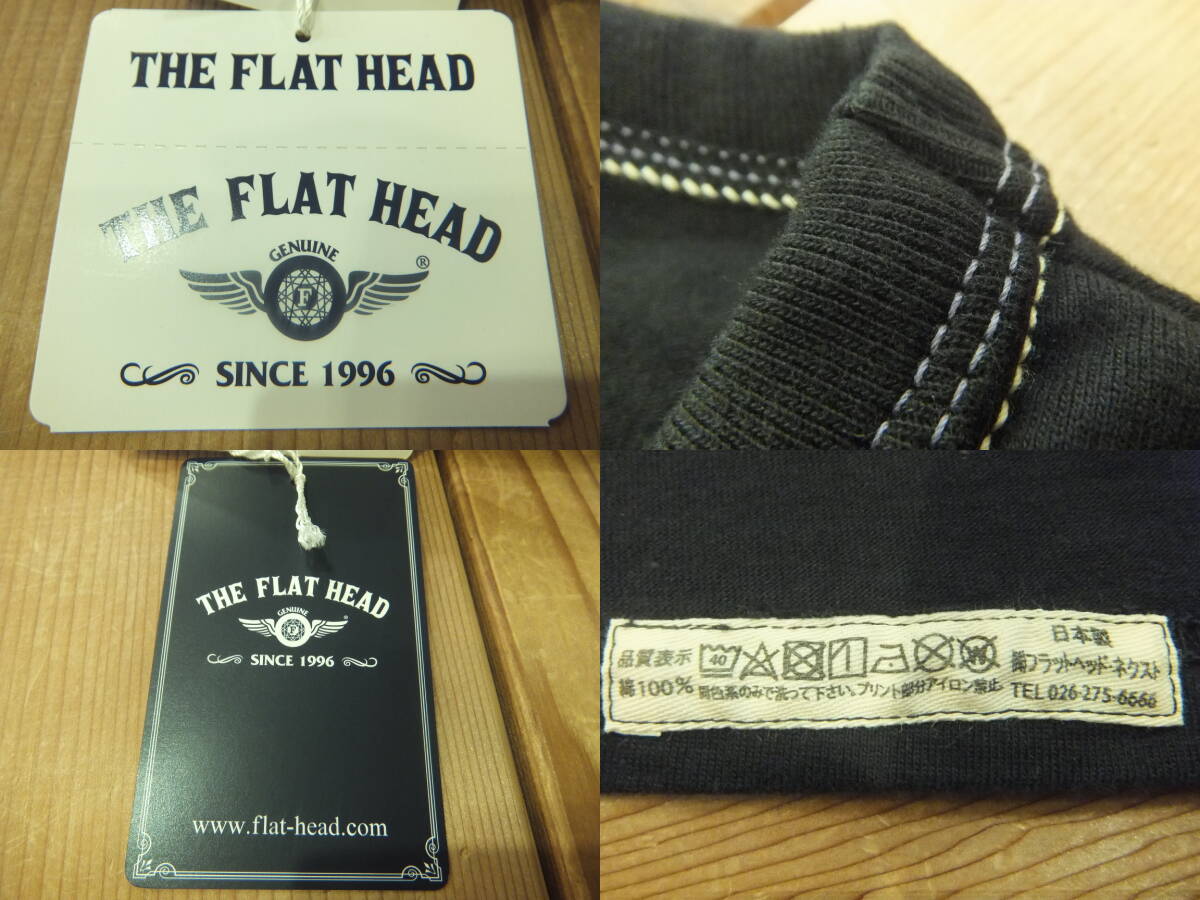 THE FLAT HEAD
THE FLAT HEAD
GENUINE
F
®
SINCE 1996
THE FLAT HEAD
GENUINE
F
®
SINCE 1996
www.flat-head.com
品質表示
40
W
綿100%
同色系のみで洗って下さい。プリント部分アイロン禁止
日本製
㈱フラットヘッド・ネクスト
TEL 026-275-6666